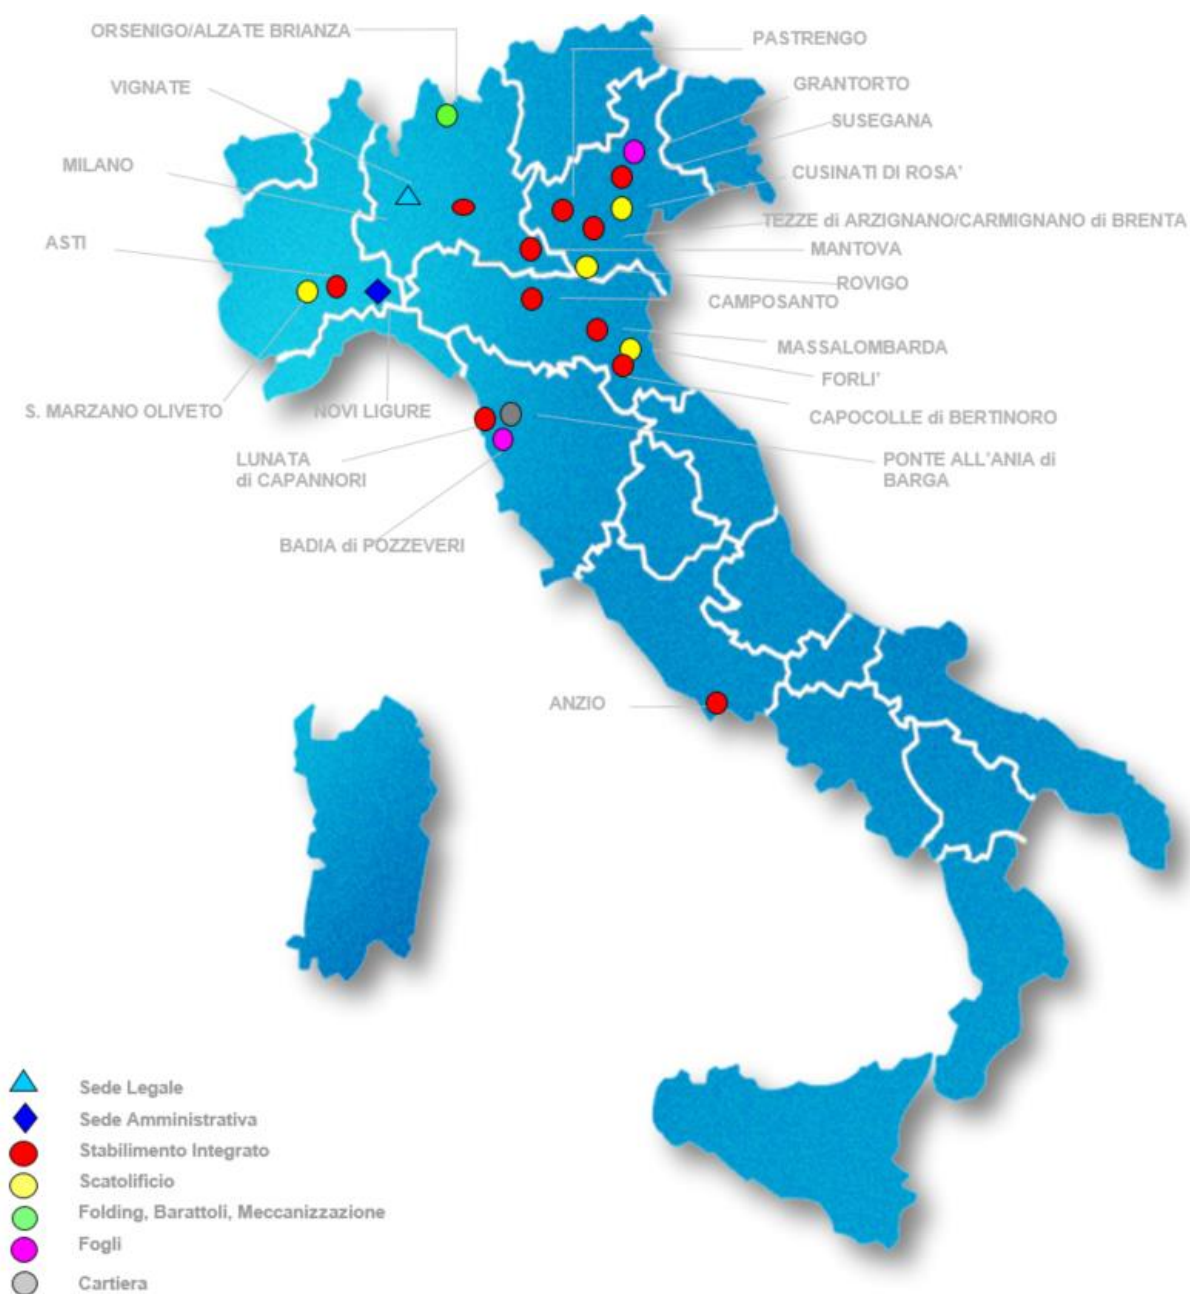 ORSENIGO/ALZATE BRIANZA
PASTRENGO
VIGNATE
GRANTORTO
SUSEGANA
MILANO
CUSINATI DI ROSA'
TEZZE di ARZIGNANO/CARMIGNANO di BRENTA
ASTI
MANTOVA
ROVIGO
CAMPOSANTO
MASSALOMBARDA
FORLI'
S. MARZANO OLIVETO
NOVI LIGURE
CAPOCOLLE di BERTINORO
LUNATA
di CAPANNORI
PONTE ALL'ANIA di
BARGA
BADIA di POZZEVERI
ANZIO
Sede Legale
Sede Amministrativa
Stabilimento Integrato
Scatolificio
Folding, Barattoli, Meccanizzazione
Fogli
Cartiera